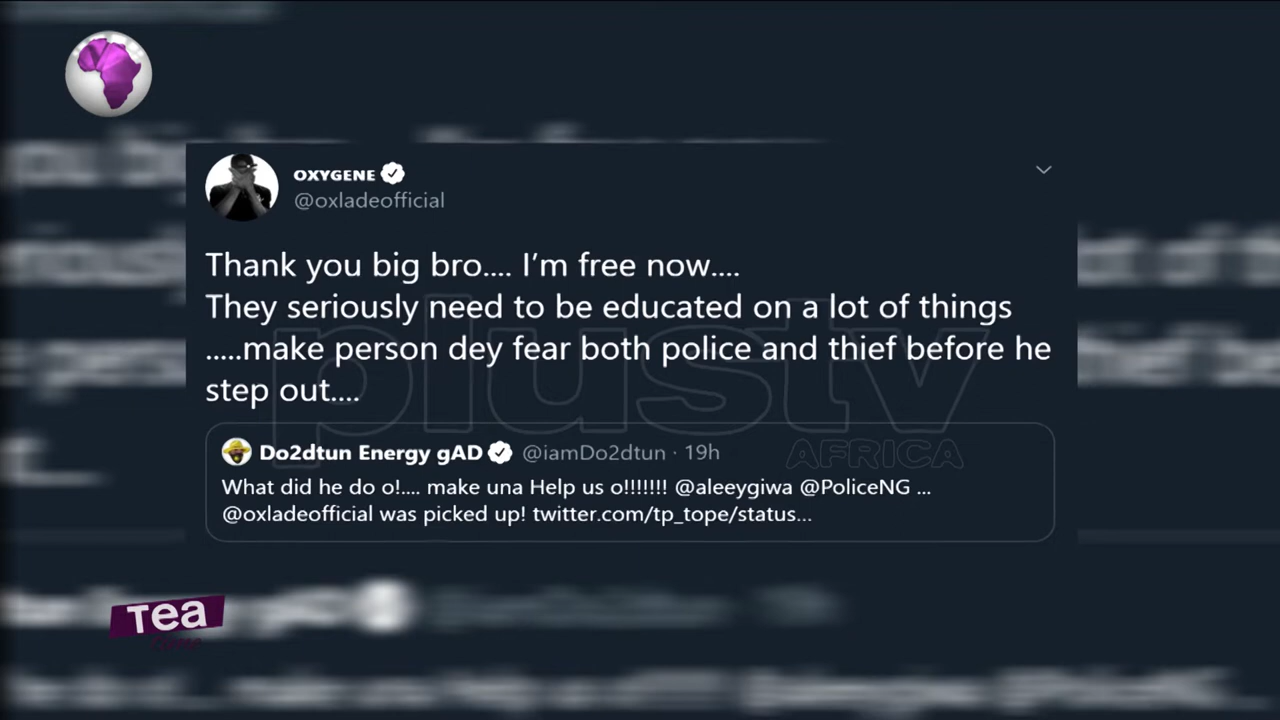 OXYGENE
@oxladeofficial
Thank you big bro.... I'm free now....
They seriously need to be educated on a lot of things
.....make person dey fear both police and thief before he
step out....
plustv
AFRICA
Do2dtun Energy gAD @iamDo2dtun · 19h
What did he do o!.... make una Help us o!!!!!!! @aleeygiwa @PoliceNG ...
@oxladeofficial was picked up! twitter.com/tp_tope/status...
Tea